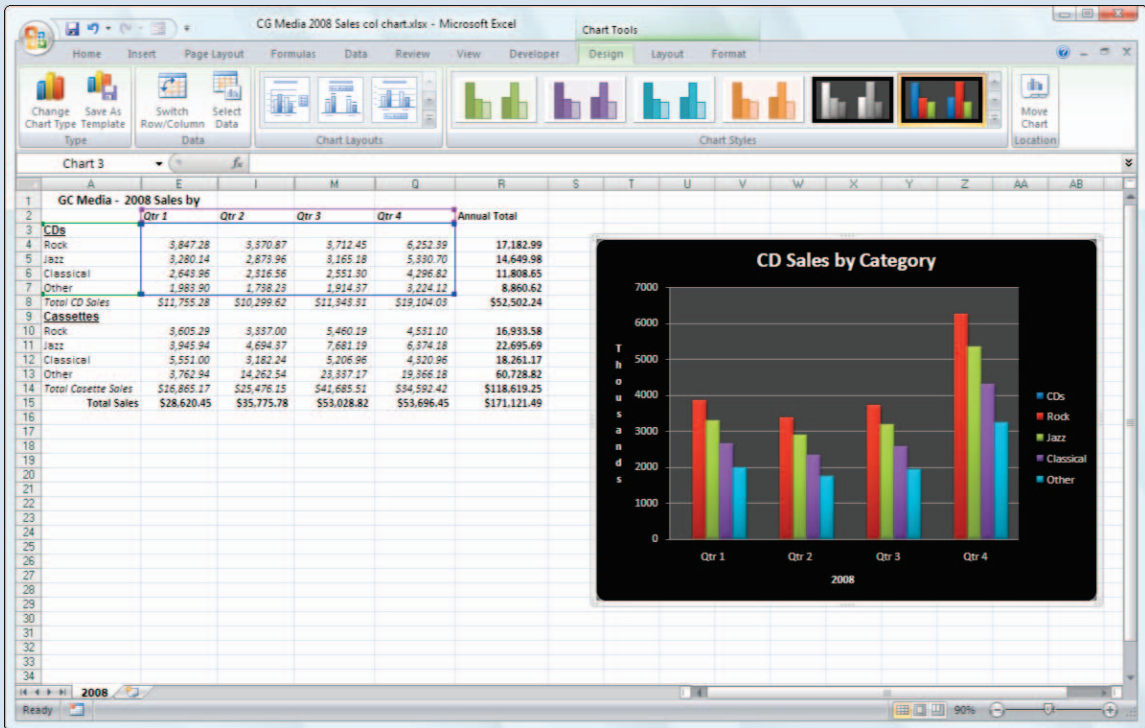 CG Media 2008 Sales col chart.xlsx - Microsoft Excel
Chart Tools
Home Insert Page Layout Formulas Data Review View Developer Design Layout Format
Change Chart Type
Save As Template
Switch Row/Column
Select Data
Move Chart
Type Data Chart Layouts Chart Styles Location
Chart 3 fx
A E I M Q R S T U V W X Y Z AA AB
1 GC Media - 2008 Sales by
2 Qtr 1 Qtr 2 Qtr 3 Qtr 4 Annual Total
3 CDs
4 Rock 3,847.28 3,370.87 3,712.45 6,252.39 17,182.99
5 Jazz 3,280.14 2,873.96 3,165.18 5,330.70 14,649.98
6 Classical 2,643.96 2,316.56 2,551.30 4,296.82 11,808.65
7 Other 1,983.90 1,738.23 1,914.37 3,224.12 8,860.62
8 Total CD Sales $11,755.28 $10,299.62 $11,343.31 $19,104.03 $52,502.24
9 Cassettes
10 Rock 3,605.29 3,337.00 5,460.19 4,531.10 16,933.58
11 Jazz 3,945.94 4,694.37 7,681.19 6,374.18 22,695.69
12 Classical 5,551.00 3,182.24 5,206.96 4,320.96 18,261.17
13 Other 3,762.94 14,262.54 23,337.17 19,366.18 60,728.82
14 Total Casette Sales $16,865.17 $25,476.15 $41,685.51 $34,592.42 $118,619.25
15 Total Sales $28,620.45 $35,775.78 $53,028.82 $53,696.45 $171,121.49
16
17
18
19
20
21
22
23
24
25
26
27
28
29
30
31
32
33
34
CD Sales by Category
7000
6000
5000
4000
3000
2000
1000
0
Thousands
Qtr 1 Qtr 2 Qtr 3 Qtr 4
2008
CDs
Rock
Jazz
Classical
Other
2008
Ready 90%